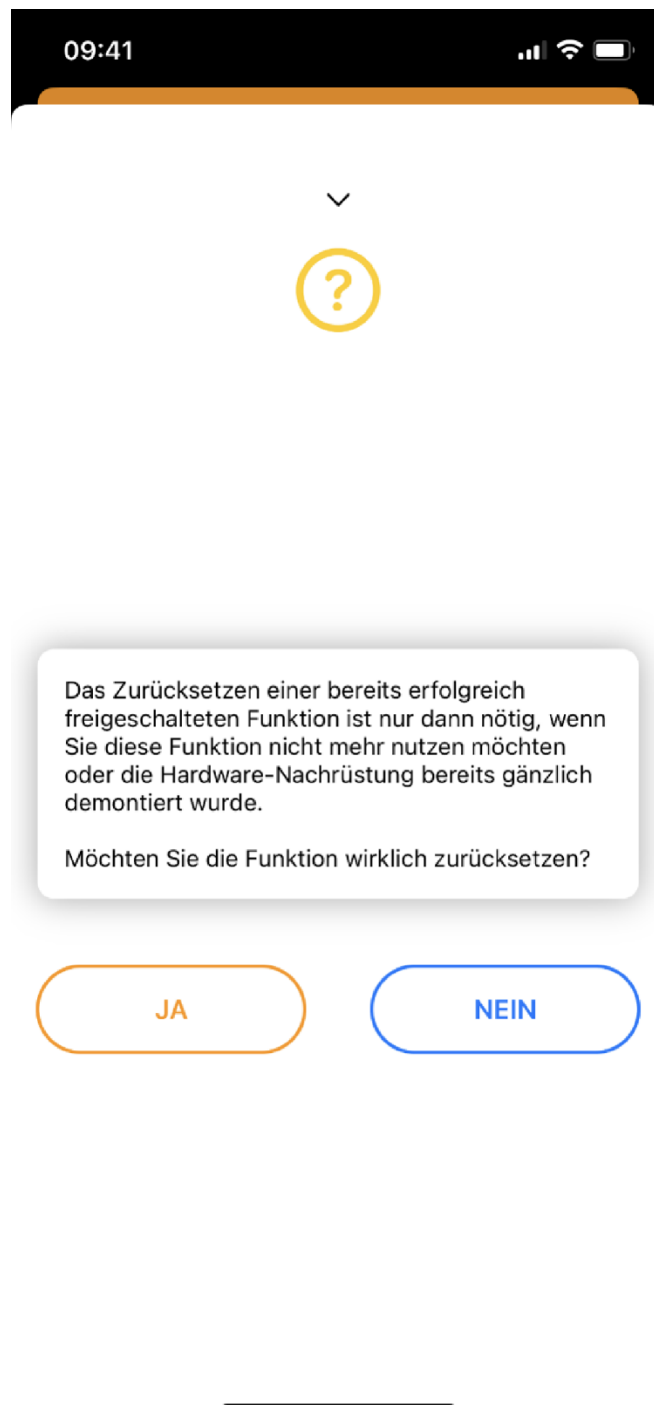 09:41
?
Das Zurücksetzen einer bereits erfolgreich
freigeschalteten Funktion ist nur dann nötig, wenn
Sie diese Funktion nicht mehr nutzen möchten
oder die Hardware-Nachrüstung bereits gänzlich
demontiert wurde.
Möchten Sie die Funktion wirklich zurücksetzen?
JA
NEIN